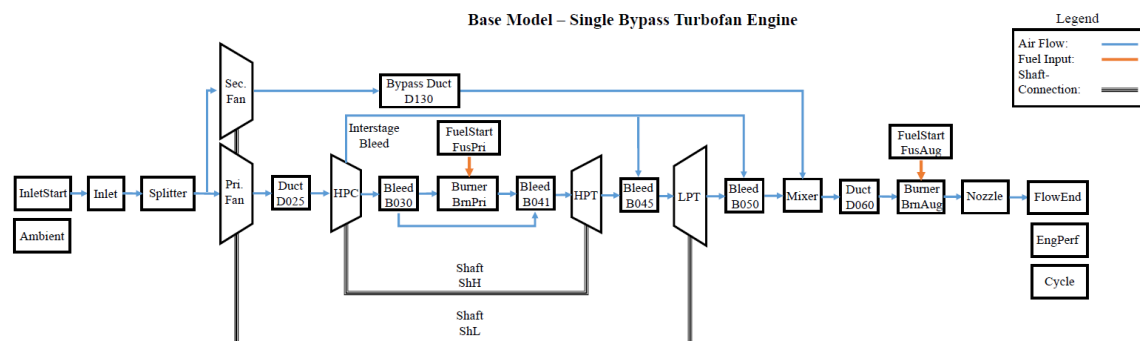 Base Model – Single Bypass Turbofan Engine
Legend
Air Flow:
Fuel Input:
Shaft-
Connection:
Sec.
Fan
Bypass Duct
D130
Interstage
Bleed
FuelStart
FusPri
FuelStart
FusAug
InletStart
Inlet
Splitter
Pri.
Fan
Duct
D025
HPC
Bleed
B030
Burner
BrnPri
Bleed
B041
HPT
Bleed
B045
LPT
Bleed
B050
Mixer
Duct
D060
Burner
BrnAug
Nozzle
FlowEnd
Ambient
EngPerf
Cycle
Shaft
ShH
Shaft
ShL